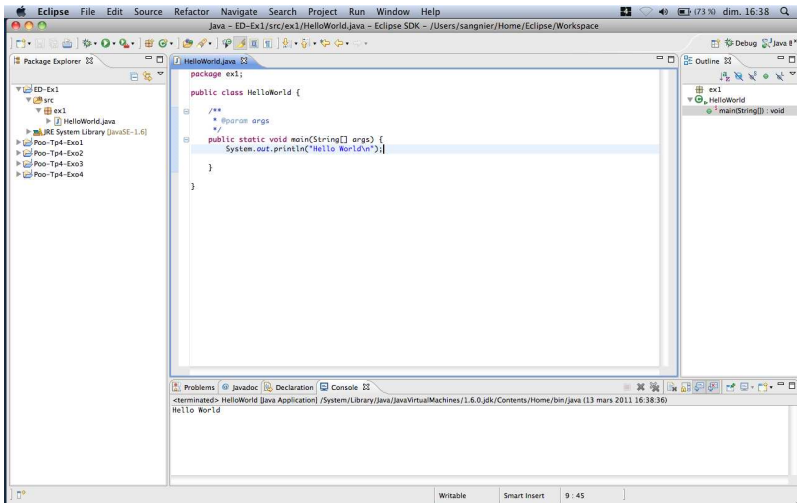 Eclipse File Edit Source Refactor Navigate Search Project Run Window Help (73 %) dim. 16:38
Java – ED-Ex1/src/ex1/HelloWorld.java – Eclipse SDK – /Users/sangnier/Home/Eclipse/Workspace
Debug Java
Package Explorer
ED-Ex1
src
ex1
HelloWorld.java
JRE System Library [JavaSE-1.6]
Poo-Tp4-Exo1
Poo-Tp4-Exo2
Poo-Tp4-Exo3
Poo-Tp4-Exo4
HelloWorld.java
package ex1;
public class HelloWorld {
/**
* @param args
*/
public static void main(String[] args) {
System.out.println("Hello World\n");
}
}
Outline
ex1
HelloWorld
main(String[]) : void
Problems Javadoc Declaration Console
<terminated> HelloWorld [Java Application] /System/Library/Java/JavaVirtualMachines/1.6.0.jdk/Contents/Home/bin/java (13 mars 2011 16:38:36)
Hello World
Writable Smart Insert 9 : 45